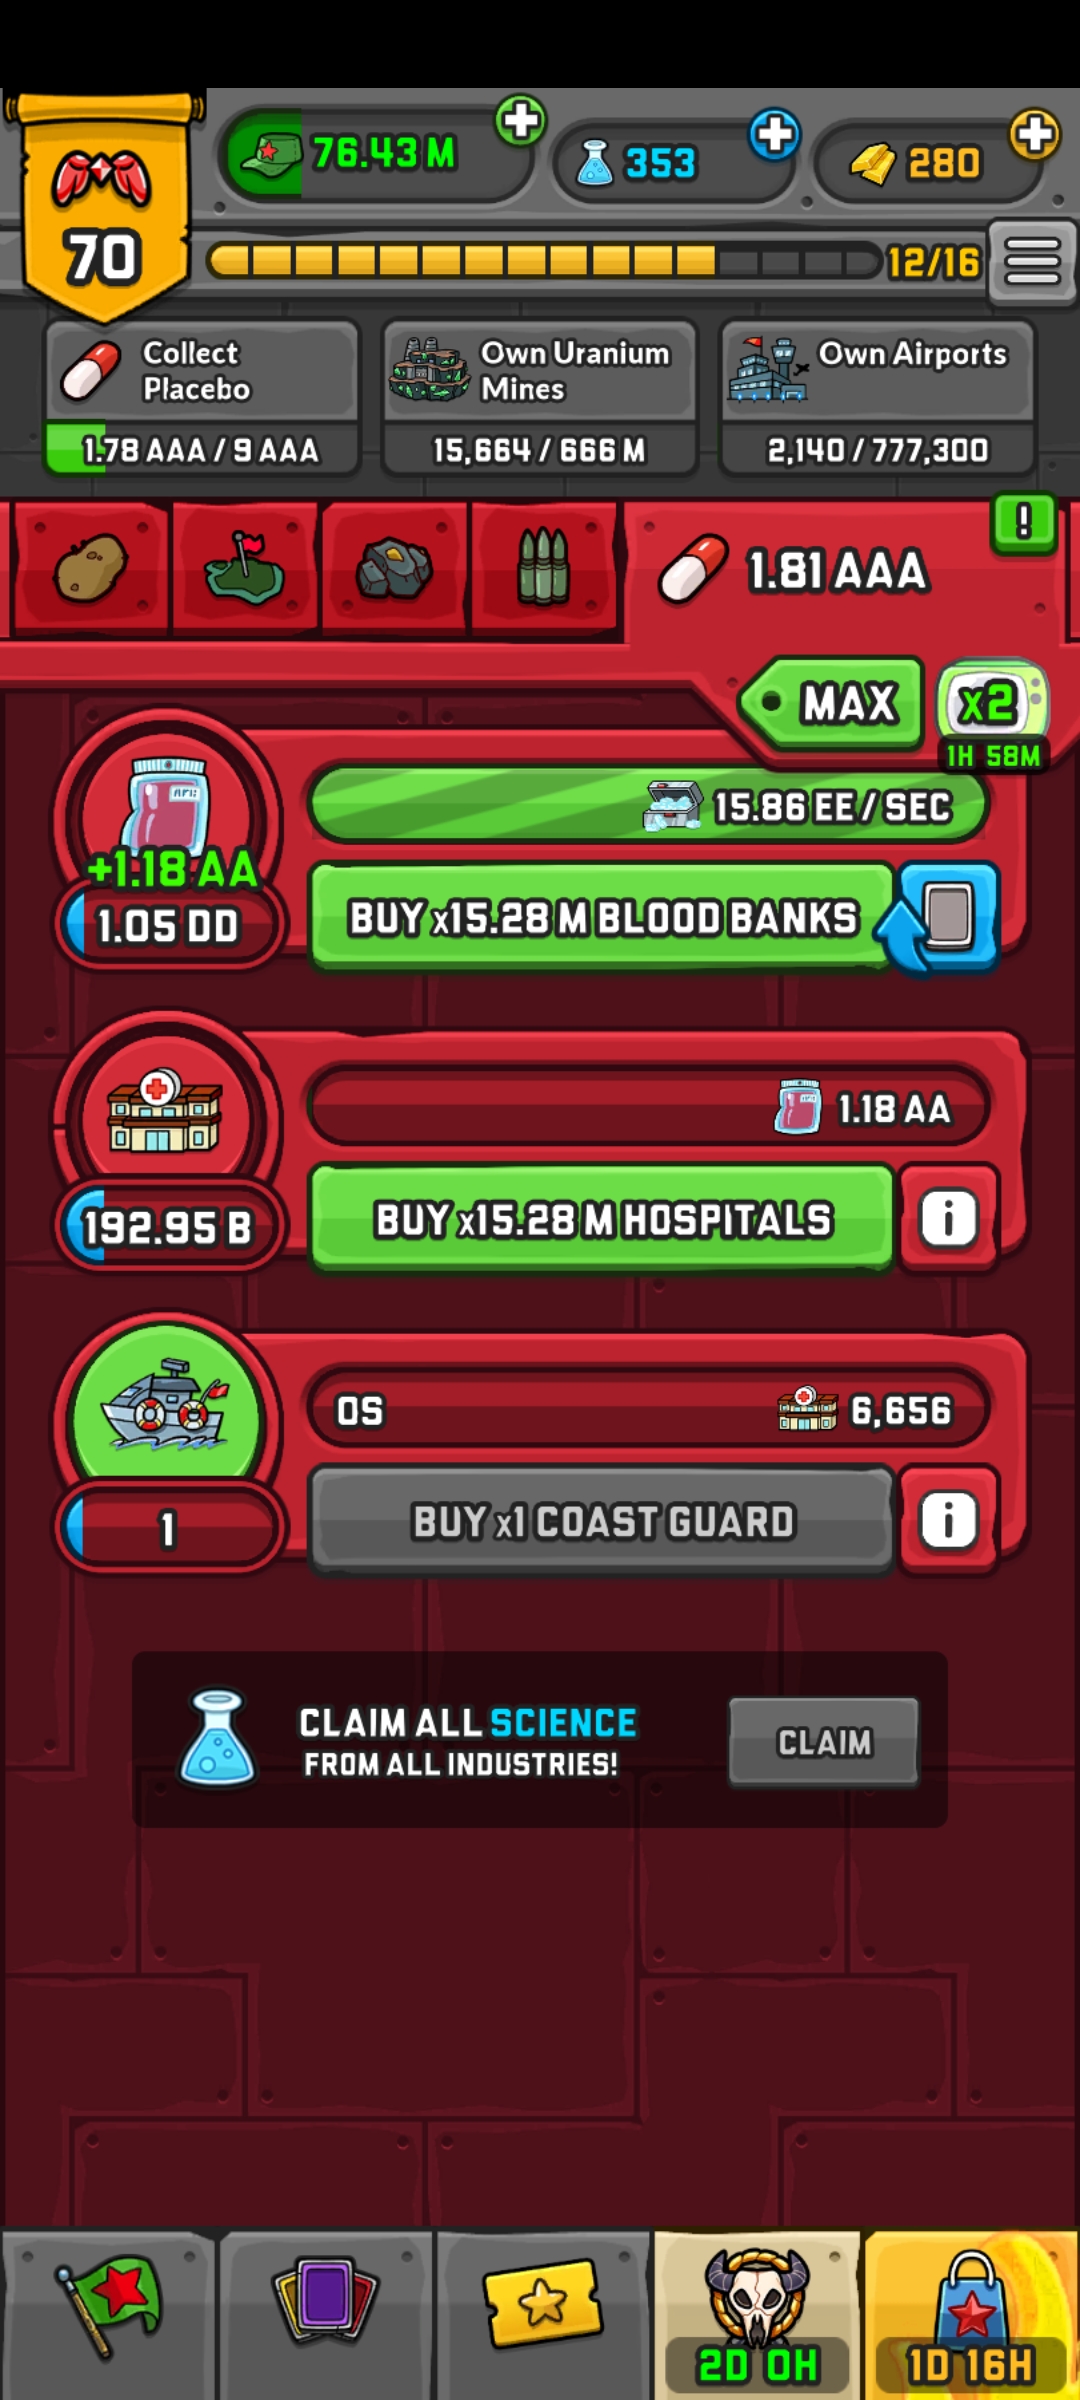 76.43 M
353
280
70
12/16
Collect
Placebo
Own Uranium
Mines
Own Airports
1.78 AAA / 9 AAA
15,664 / 666 M
2,140 / 777,300
!
1.81 AAA
MAX
x2
1H 58M
15.86 EE / SEC
+1.18 AA
1.05 DD
BUY x15.28 M BLOOD BANKS
1.18 AA
192.95 B
BUY x15.28 M HOSPITALS
i
0S
6,656
1
BUY x1 COAST GUARD
i
CLAIM ALL SCIENCE
FROM ALL INDUSTRIES!
CLAIM
2D 0H
1D 16H